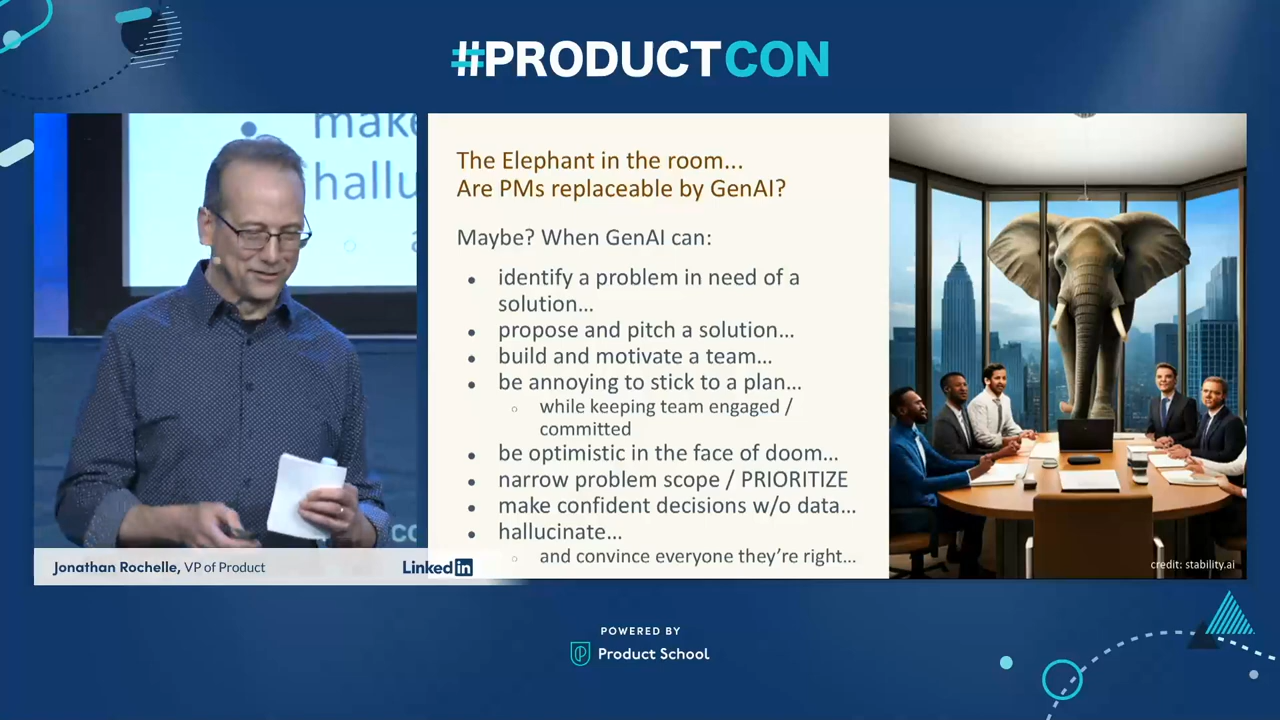 #PRODUCTCON
make
hallu
The Elephant in the room...
Are PMs replaceable by GenAI?
Maybe? When GenAI can:
• identify a problem in need of a
solution...
• propose and pitch a solution...
• build and motivate a team...
• be annoying to stick to a plan...
○ while keeping team engaged /
committed
• be optimistic in the face of doom...
• narrow problem scope / PRIORITIZE
• make confident decisions w/o data...
• hallucinate...
○ and convince everyone they're right...
credit: stability.ai
Jonathan Rochelle, VP of Product
LinkedIn
POWERED BY
Product School